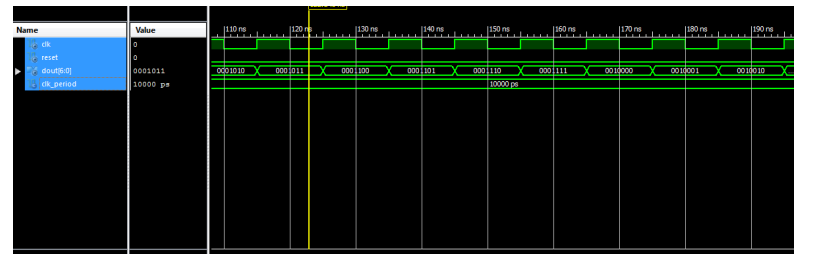 Name Value
110 ns 120 ns 130 ns 140 ns 150 ns 160 ns 170 ns 180 ns 190 ns
clk 0
reset 0
dout[6:0] 0001011 0001010 0001011 0001100 0001101 0001110 0001111 0010000 0010001 0010010
clk_period 10000 ps 10000 ps